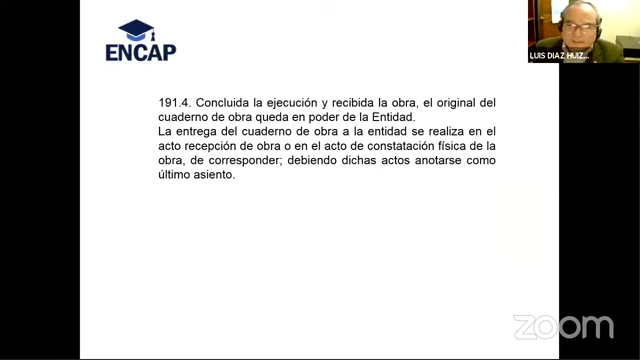 ENCAP
LUIS DIAZ HUIZ...
191.4. Concluida la ejecución y recibida la obra, el original del
cuaderno de obra queda en poder de la Entidad.
La entrega del cuaderno de obra a la entidad se realiza en el
acto recepción de obra o en el acto de constatación física de la
obra, de corresponder; debiendo dichas actos anotarse como
último asiento.
zoom